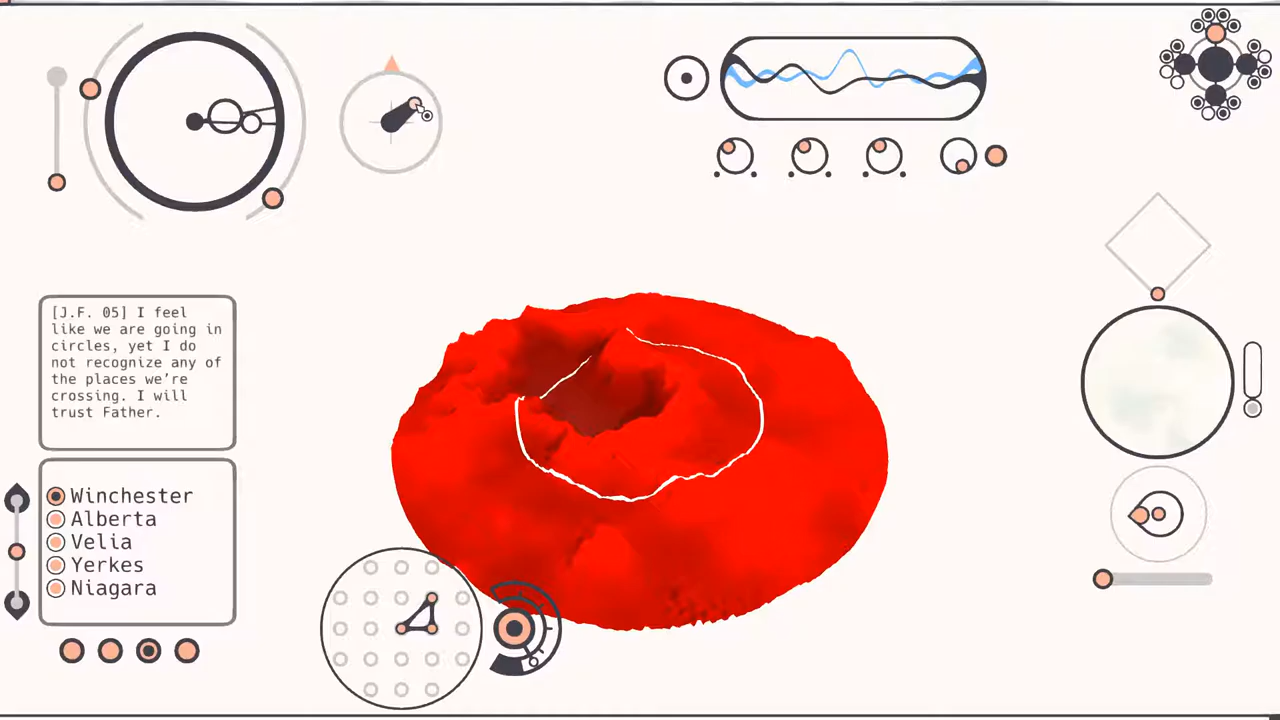 [J.F. 05] I feel
like we are going in
circles, yet I do
not recognize any of
the places we’re
crossing. I will
trust Father.
Winchester
Alberta
Velia
Yerkes
Niagara